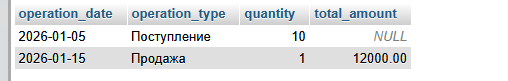 operation_date operation_type quantity total_amount
2026-01-05 Поступление 10 NULL
2026-01-15 Продажа 1 12000.00